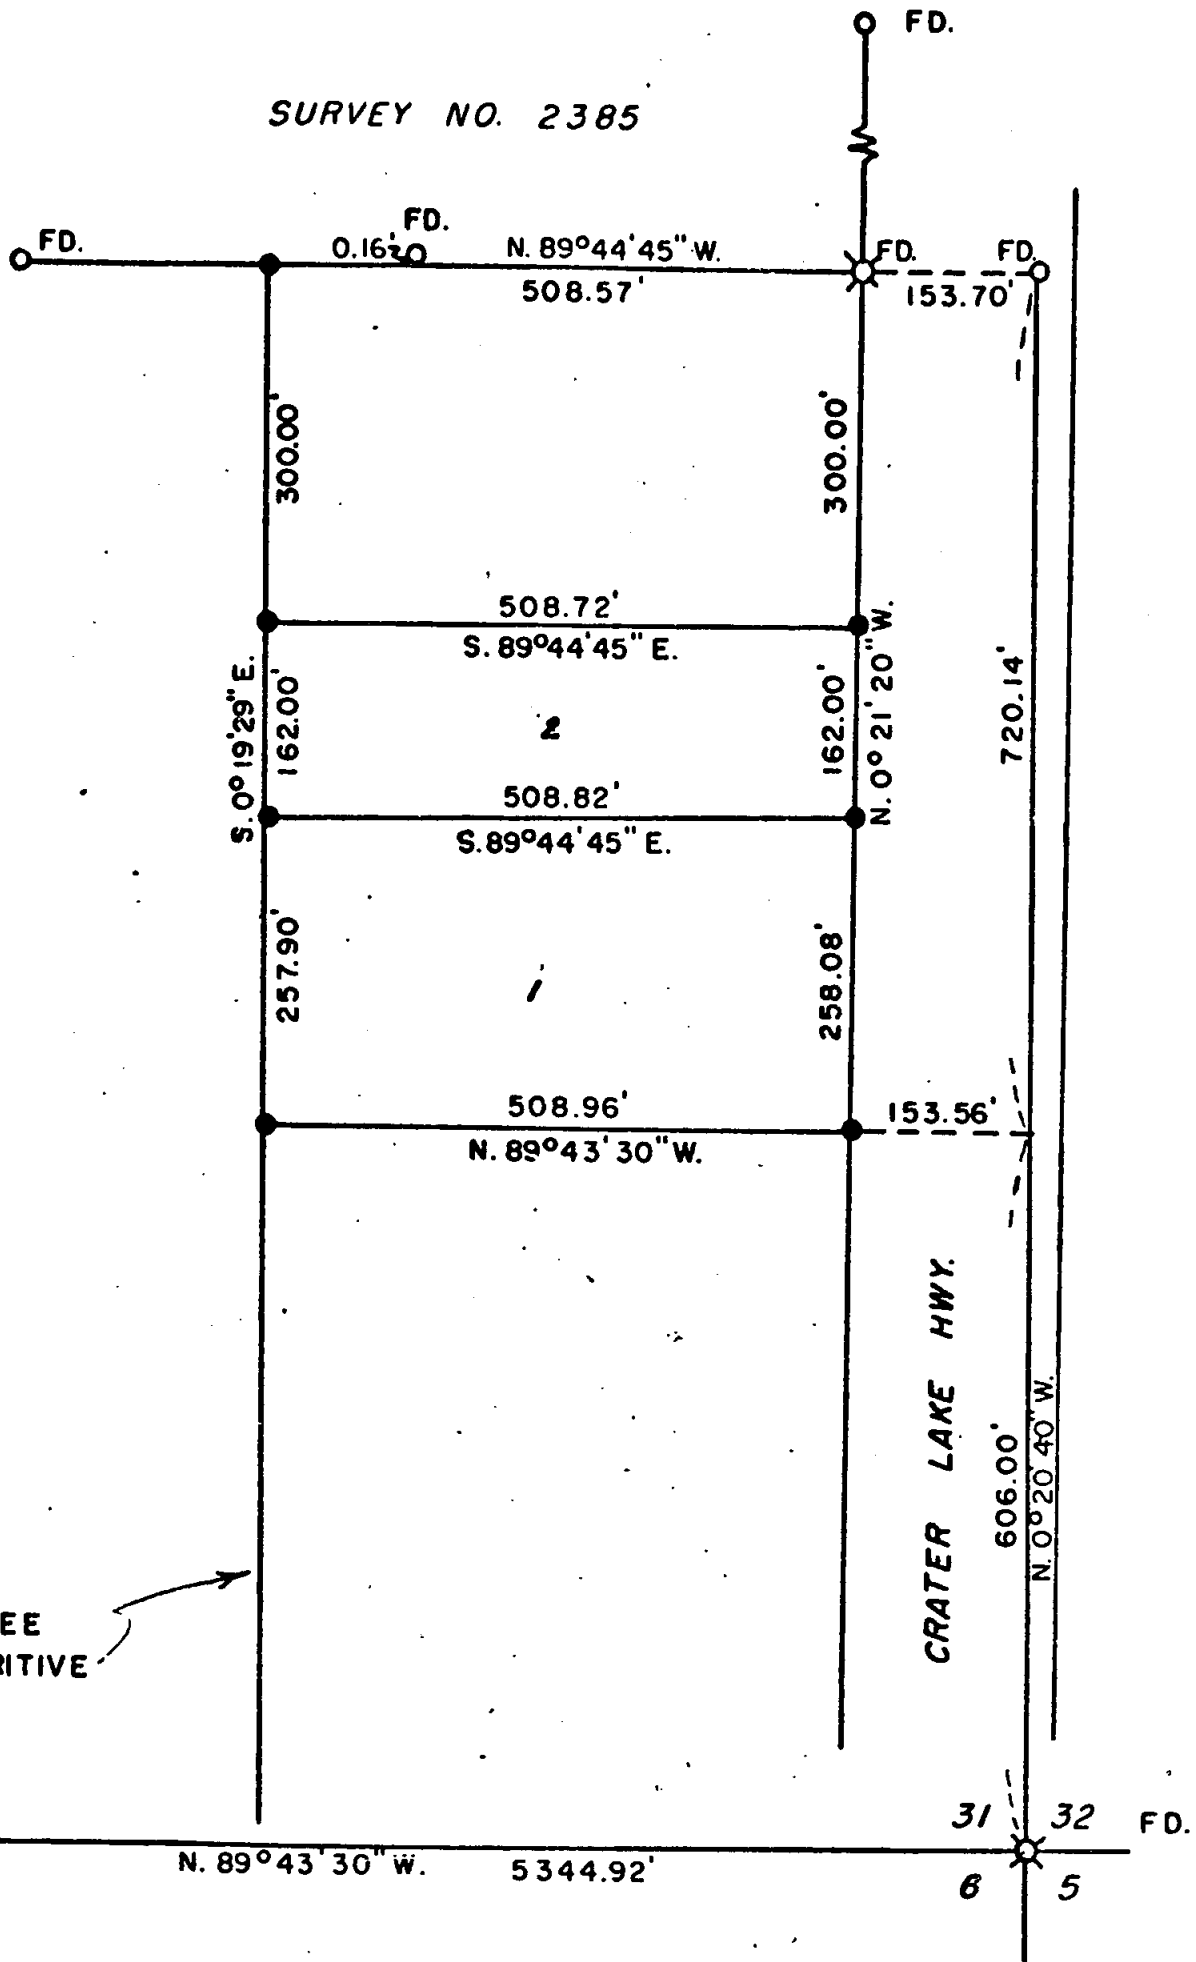 FD.
SURVEY NO. 2385
FD.
FD.
0.16'
N. 89°44'45" W.
508.57'
FD.
FD.
153.70'
300.00'
300.00'
508.72'
S. 89°44'45" E.
S. 0°19'29" E.
162.00'
2
162.00'
N. 0°21'20" W.
720.14'
508.82'
S. 89°44'45" E.
257.90'
1
258.08'
508.96'
N. 89°43'30" W.
153.56'
CRATER LAKE HWY.
606.00'
N. 0°20'40" W.
EE
RITIVE
31 32 FD.
N. 89°43'30" W. 5344.92'
6 5